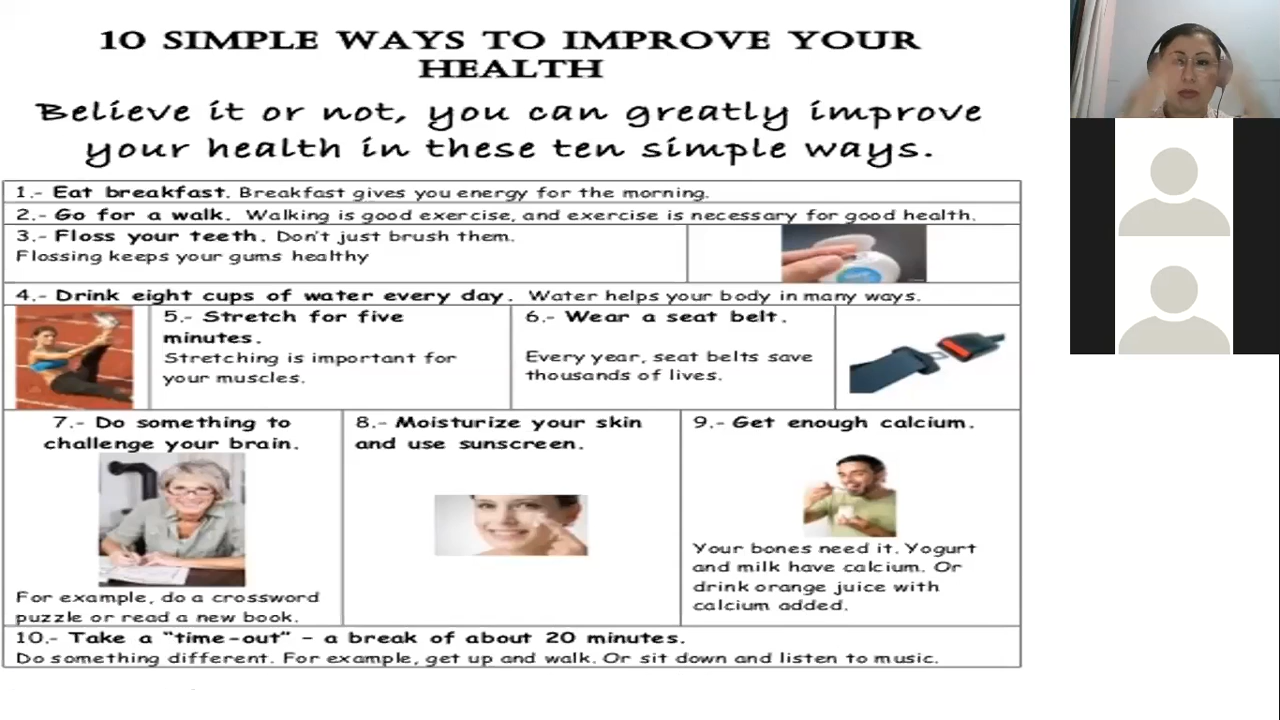 10 SIMPLE WAYS TO IMPROVE YOUR
HEALTH
Believe it or not, you can greatly improve
your health in these ten simple ways.
1.- Eat breakfast. Breakfast gives you energy for the morning.
2.- Go for a walk. Walking is good exercise, and exercise is necessary for good health.
3.- Floss your teeth. Don't just brush them.
Flossing keeps your gums healthy
4.- Drink eight cups of water every day. Water helps your body in many ways.
5.- Stretch for five
minutes.
Stretching is important for
your muscles.
6.- Wear a seat belt.
Every year, seat belts save
thousands of lives.
7.- Do something to
challenge your brain.
For example, do a crossword
puzzle or read a new book.
8.- Moisturize your skin
and use sunscreen.
9.- Get enough calcium.
Your bones need it. Yogurt
and milk have calcium. Or
drink orange juice with
calcium added.
10.- Take a "time-out" - a break of about 20 minutes.
Do something different. For example, get up and walk. Or sit down and listen to music.